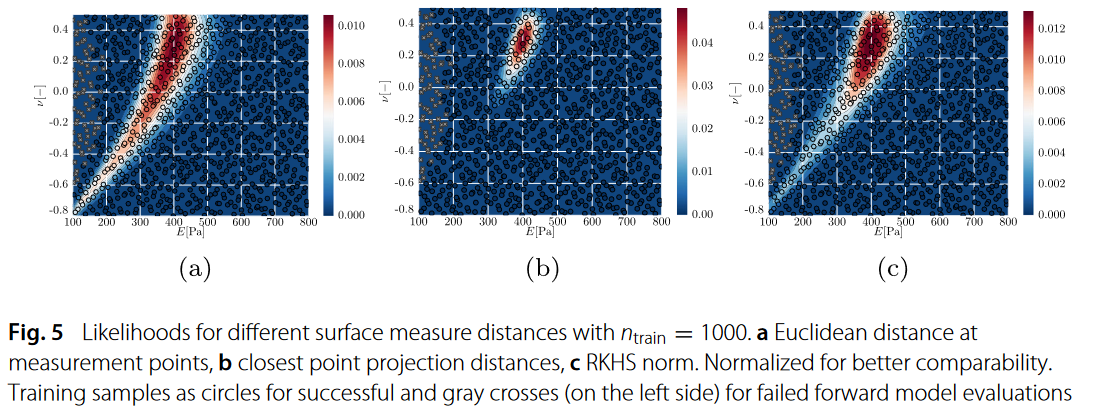 0.4
0.2
0.0
-0.2
-0.4
-0.6
-0.8
ν[−]
100 200 300 400 500 600 700 800
E[Pa]
0.010
0.008
0.006
0.004
0.002
0.000
(a)
0.4
0.2
0.0
-0.2
-0.4
-0.6
-0.8
ν[−]
100 200 300 400 500 600 700 800
E[Pa]
0.04
0.03
0.02
0.01
0.00
(b)
0.4
0.2
0.0
-0.2
-0.4
-0.6
-0.8
ν[−]
100 200 300 400 500 600 700 800
E[Pa]
0.012
0.010
0.008
0.006
0.004
0.002
0.000
(c)
Fig. 5 Likelihoods for different surface measure distances with n_train = 1000. a Euclidean distance at
measurement points, b closest point projection distances, c RKHS norm. Normalized for better comparability.
Training samples as circles for successful and gray crosses (on the left side) for failed forward model evaluations